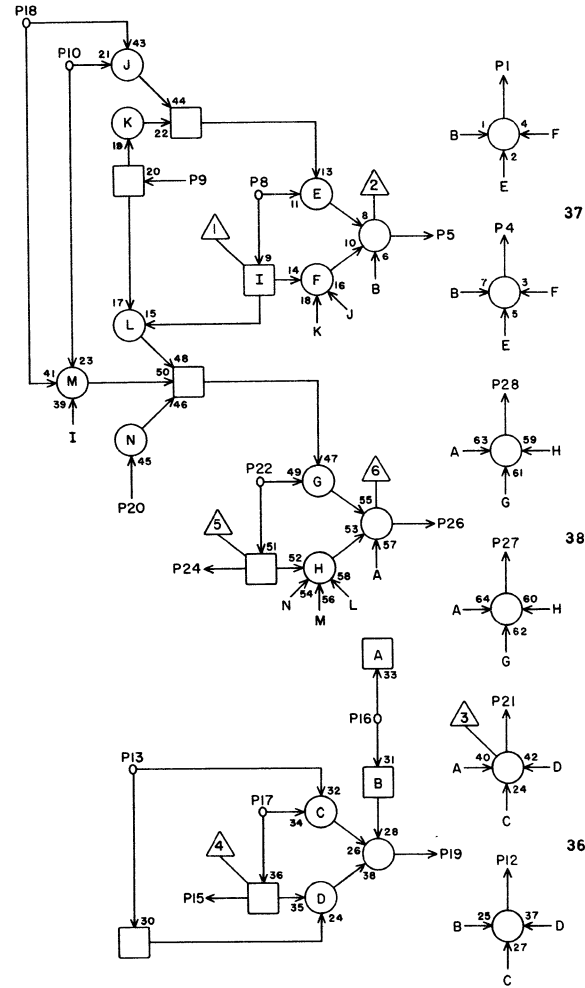 P18
43
P10
21
J
44
K
22
19
20
P9
P8
13
E
11
2
1
9
8
10
P5
6
I
14
F
16
B
18
J
K
17
L
15
48
23
50
41
M
39
46
I
N
45
P20
47
P22
49
G
6
55
5
51
53
P26
57
P24
52
H
58
A
54
56
N
L
M
A
33
P16
31
B
P13
32
P17
C
34
28
4
26
P19
36
38
P15
35
D
24
30
P1
1
4
B
F
2
E
37
P4
7
3
B
F
5
E
P28
63
59
A
H
61
G
38
P27
64
60
A
H
62
G
P21
3
40
42
A
D
24
C
36
P12
25
37
B
D
27
C